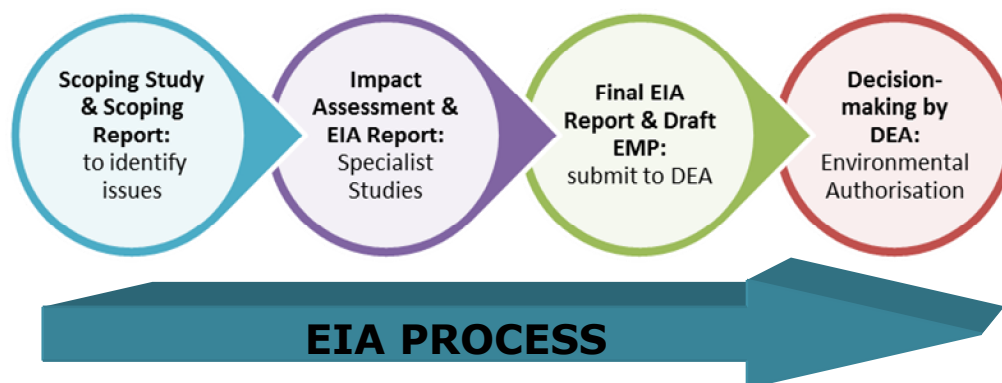 Scoping Study
& Scoping
Report:
to identify
issues
Impact
Assessment &
EIA Report:
Specialist
Studies
Final EIA
Report & Draft
EMP:
submit to DEA
Decision-
making by
DEA:
Environmental
Authorisation
EIA PROCESS